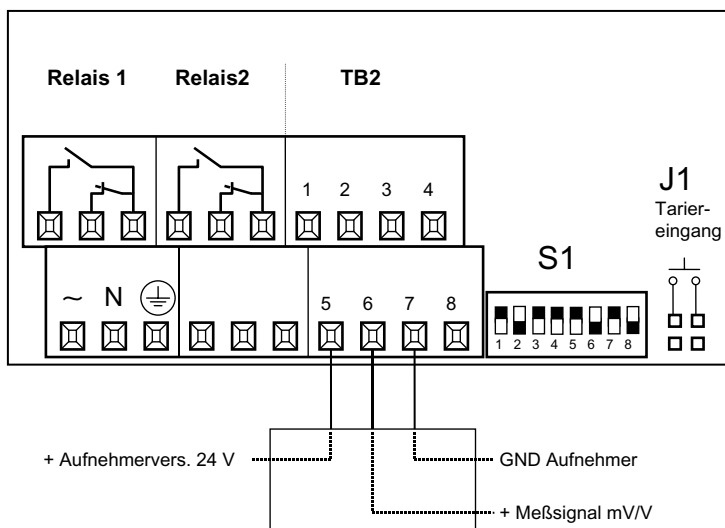 Relais 1 Relais2 TB2
1 2 3 4
J1
Tarier-
eingang
S1
~ N
5 6 7 8
1 2 3 4 5 6 7 8
+ Aufnehmervers. 24 V
GND Aufnehmer
+ Meßsignal mV/V